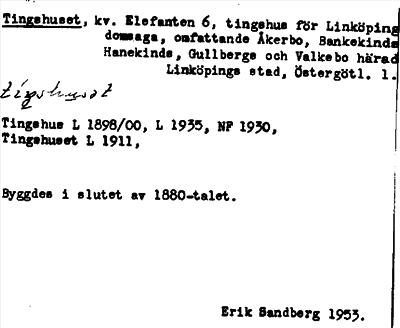 Tingshuset, kv. Elefanten 6, tingshus för Linköping
domsaga, omfattande Åkerbo, Bankekinds
Hanekinds, Gullbergs och Valkebo härad
Linköpings stad, Östergötl. l.
tingshuset
Tingshus L 1898/00, L 1935, NF 1930,
Tingshuset L 1911,
Byggdes i slutet av 1880-talet.
Erik Sandberg 1953.